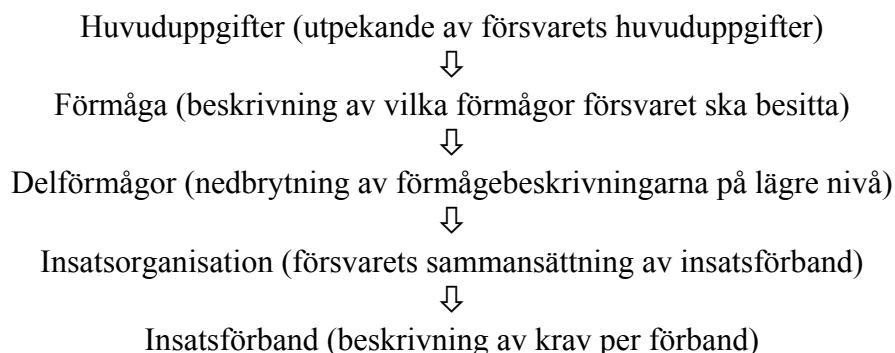 Huvuduppgifter (utpekande av försvarets huvuduppgifter)
⇩
Förmåga (beskrivning av vilka förmågor försvaret ska besitta)
⇩
Delförmågor (nedbrytning av förmågebeskrivningarna på lägre nivå)
⇩
Insatsorganisation (försvarets sammansättning av insatsförband)
⇩
Insatsförband (beskrivning av krav per förband)